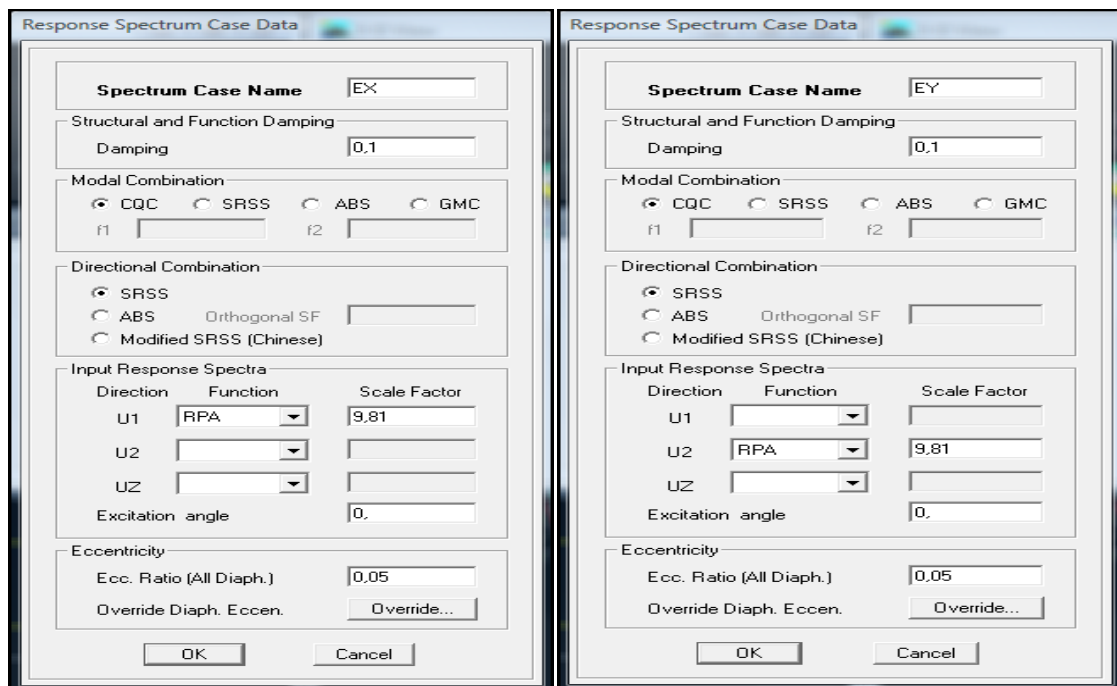 Response Spectrum Case Data
Spectrum Case Name EX
Structural and Function Damping
Damping 0,1
Modal Combination
CQC SRSS ABS GMC
f1 f2
Directional Combination
SRSS
ABS Orthogonal SF
Modified SRSS (Chinese)
Input Response Spectra
Direction Function Scale Factor
U1 RPA 9,81
U2
UZ
Excitation angle 0,
Eccentricity
Ecc. Ratio (All Diaph.) 0,05
Override Diaph. Eccen. Override...
OK Cancel
Response Spectrum Case Data
Spectrum Case Name EY
Structural and Function Damping
Damping 0,1
Modal Combination
CQC SRSS ABS GMC
f1 f2
Directional Combination
SRSS
ABS Orthogonal SF
Modified SRSS (Chinese)
Input Response Spectra
Direction Function Scale Factor
U1
U2 RPA 9,81
UZ
Excitation angle 0,
Eccentricity
Ecc. Ratio (All Diaph.) 0,05
Override Diaph. Eccen. Override...
OK Cancel